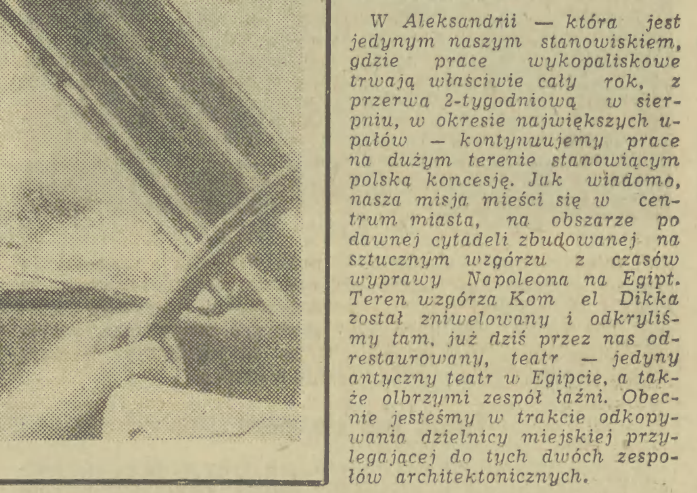 W Aleksandrii — która jest
jedynym naszym stanowiskiem,
gdzie prace wykopaliskowe
trwają właściwie cały rok, z
przerwa 2-tygodniową w sier-
pniu, w okresie największych u-
pałów — kontynuujemy prace
na dużym terenie stanowiącym
polską koncesję. Jak wiadomo,
nasza misja mieści się w cen-
trum miasta, na obszarze po
dawnej cytadeli zbudowanej na
sztucznym wzgórzu z czasów
wyprawy Napoleona na Egipt.
Teren wzgórza Kom el Dikka
został zniwelowany i odkryliś-
my tam, już dziś przez nas od-
restaurowany, teatr — jedyny
antyczny teatr w Egipcie, a tak-
że olbrzymi zespół łaźni. Obec-
nie jesteśmy w trakcie odkopy-
wania dzielnicy miejskiej przy-
legającej do tych dwóch zespo-
łów architektonicznych.